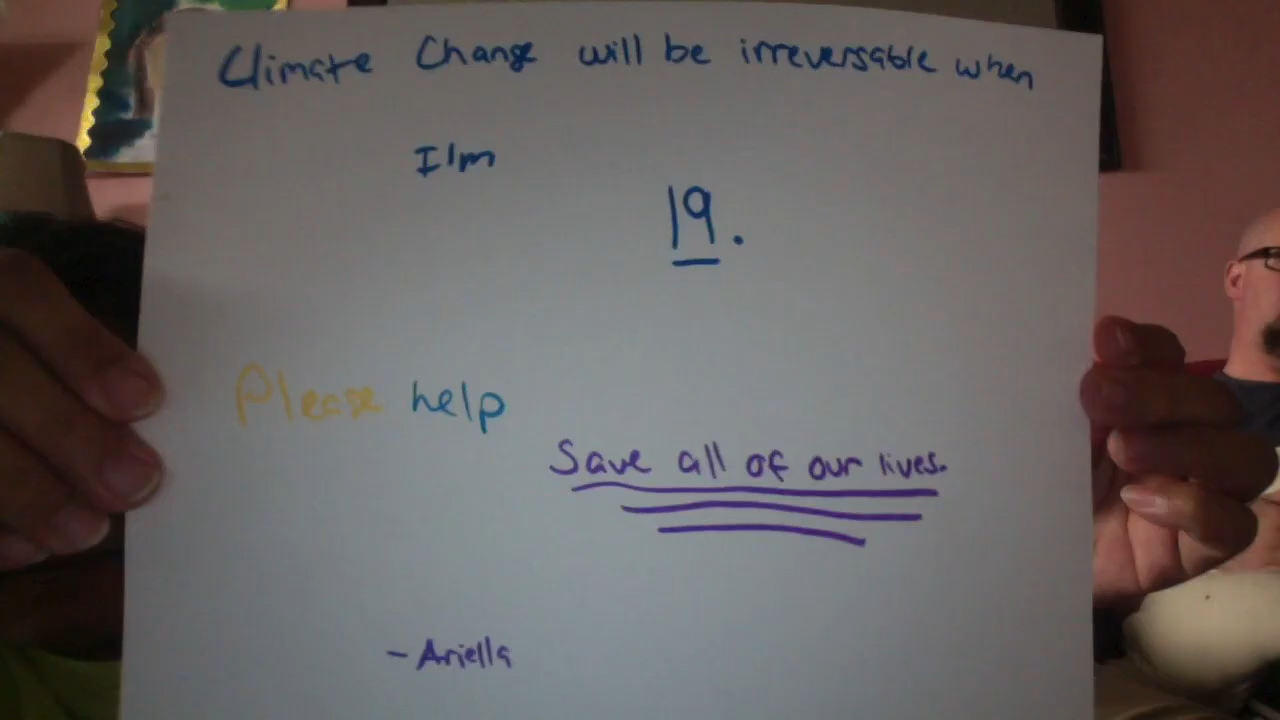 Climate Change will be irreversable when
I'm
19.
Please help
Save all of our lives.
- Ariella